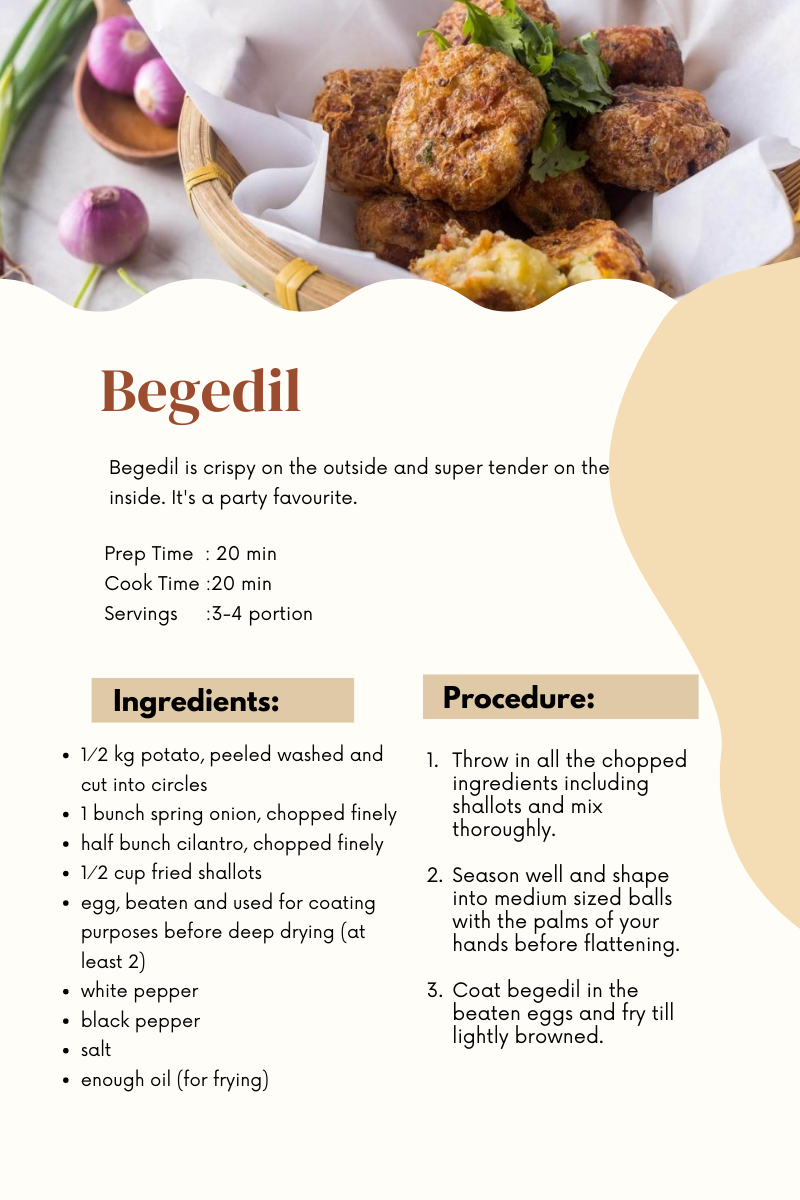 Begedil
Begedil is crispy on the outside and super tender on the
inside. It's a party favourite.
Prep Time : 20 min
Cook Time :20 min
Servings :3-4 portion
Ingredients:
• 1/2 kg potato, peeled washed and
cut into circles
• 1 bunch spring onion, chopped finely
• half bunch cilantro, chopped finely
• 1/2 cup fried shallots
• egg, beaten and used for coating
purposes before deep drying (at
least 2)
• white pepper
• black pepper
• salt
• enough oil (for frying)
Procedure:
1. Throw in all the chopped
ingredients including
shallots and mix
thoroughly.
2. Season well and shape
into medium sized balls
with the palms of your
hands before flattening.
3. Coat begedil in the
beaten eggs and fry till
lightly browned.